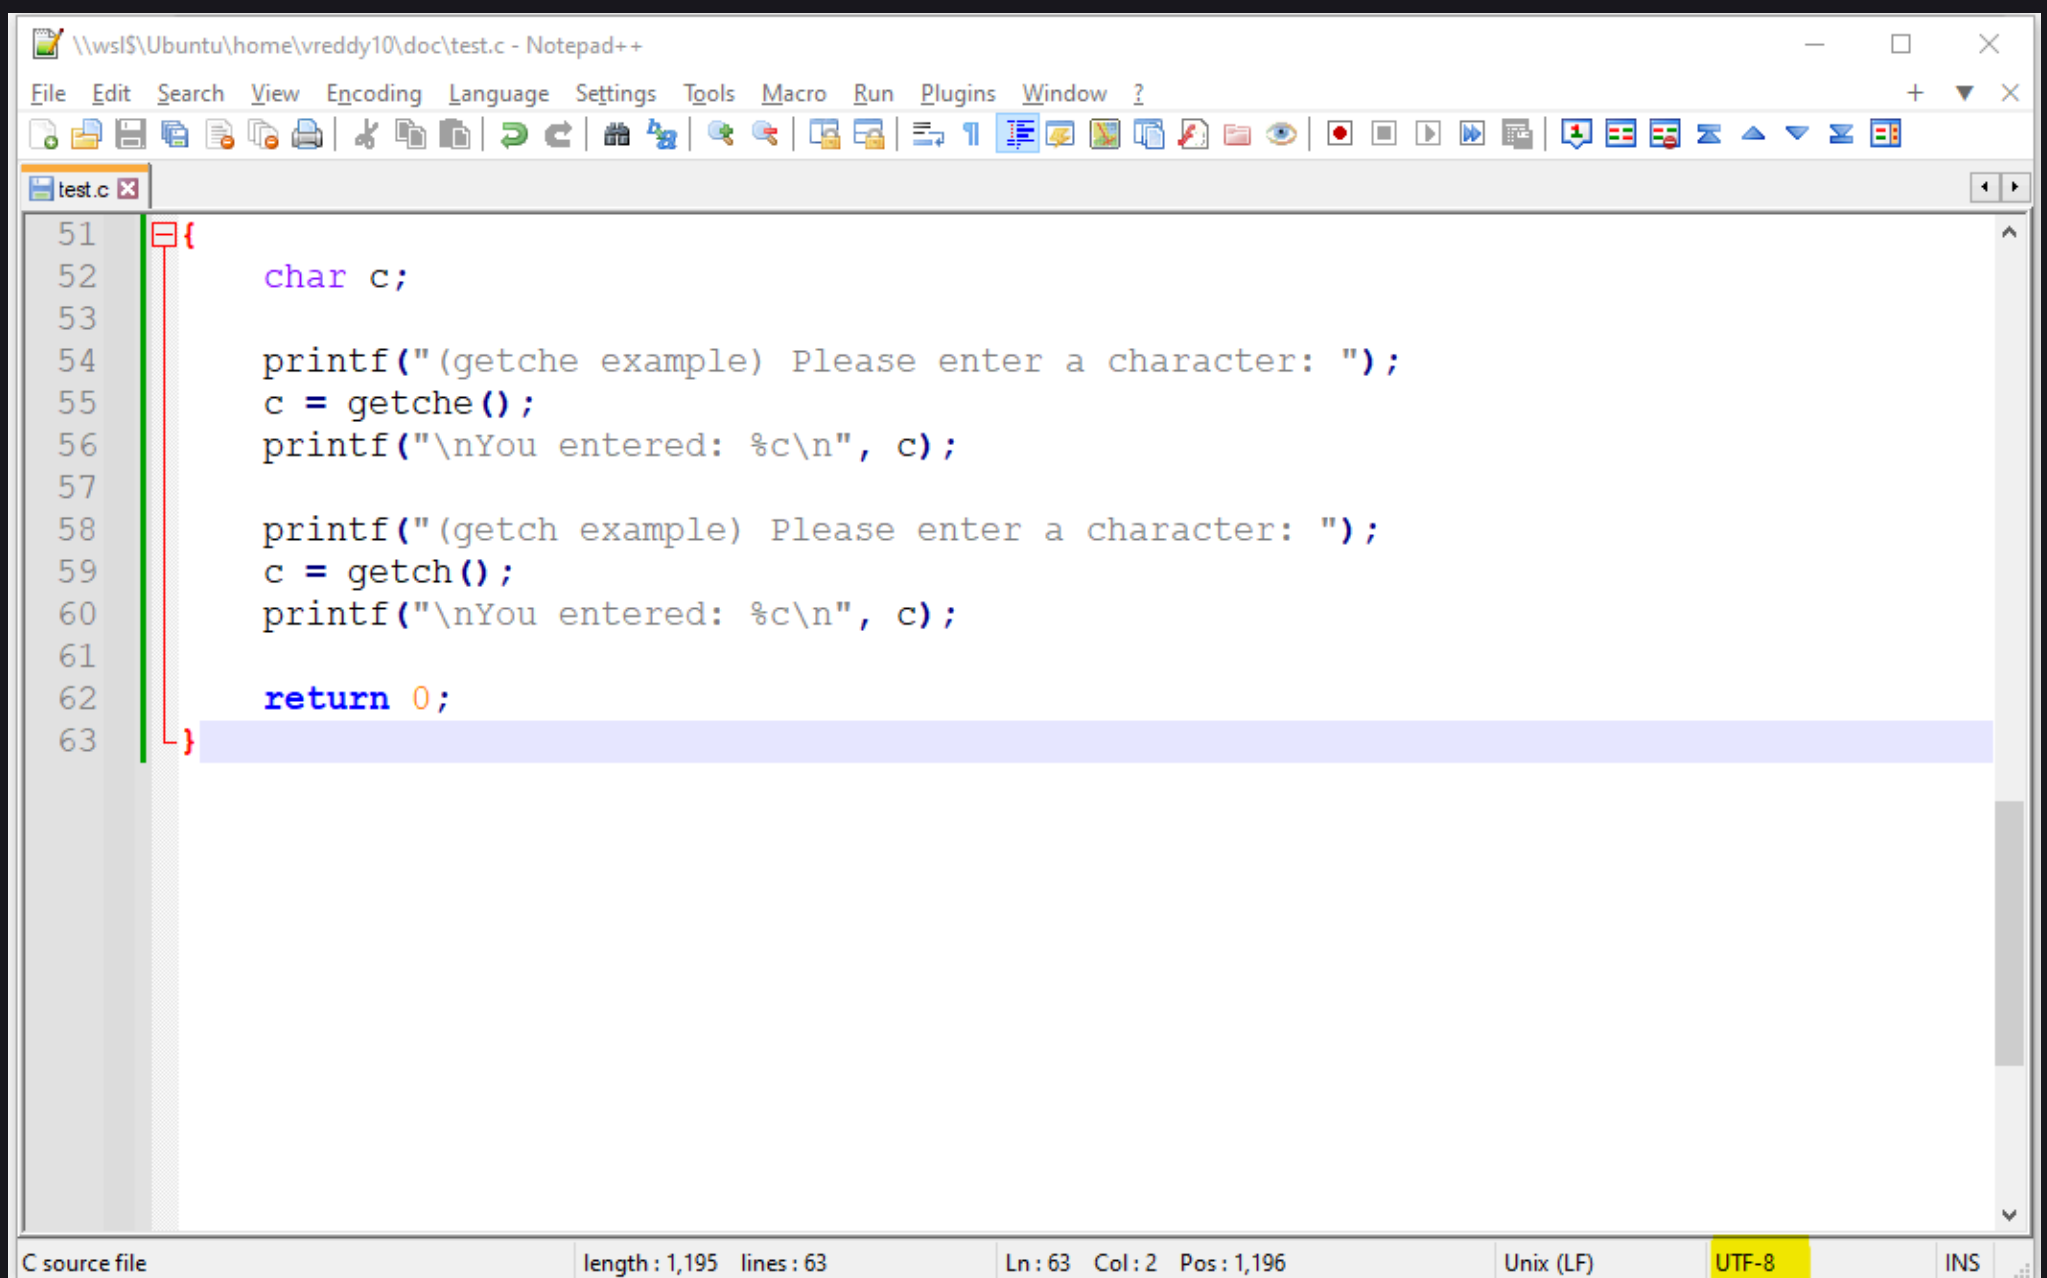 \\wsl$\Ubuntu\home\vreddy10\doc\test.c - Notepad++
File Edit Search View Encoding Language Settings Tools Macro Run Plugins Window ?
test.c
51 {
52     char c;
53
54     printf("(getche example) Please enter a character: ");
55     c = getche();
56     printf("\nYou entered: %c\n", c);
57
58     printf("(getch example) Please enter a character: ");
59     c = getch();
60     printf("\nYou entered: %c\n", c);
61
62     return 0;
63 }
C source file length : 1,195 lines : 63 Ln : 63 Col : 2 Pos : 1,196 Unix (LF) UTF-8 INS